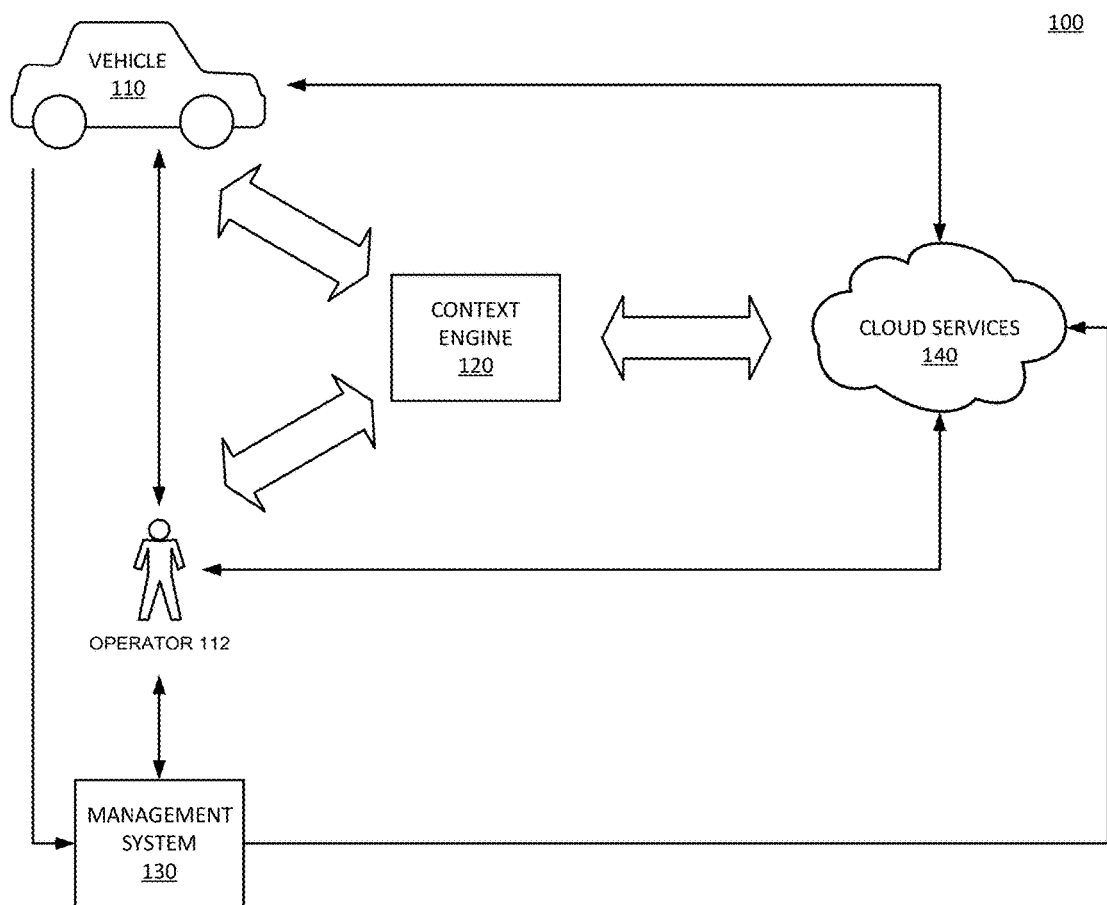 100
VEHICLE
110
CONTEXT
ENGINE
120
CLOUD SERVICES
140
OPERATOR 112
MANAGEMENT
SYSTEM
130